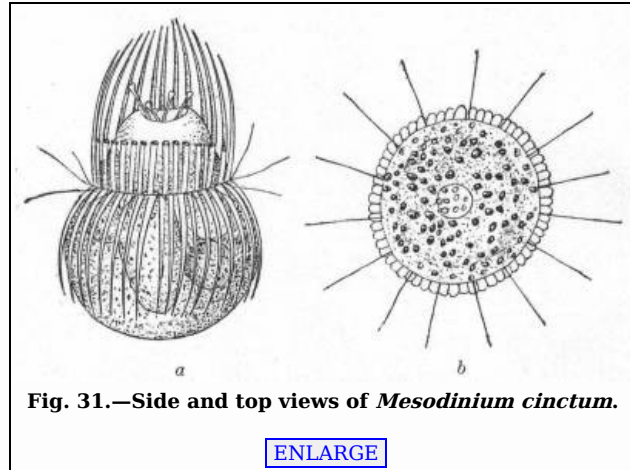 a b
Fig. 31.—Side and top views of Mesodinium cinctum.
ENLARGE